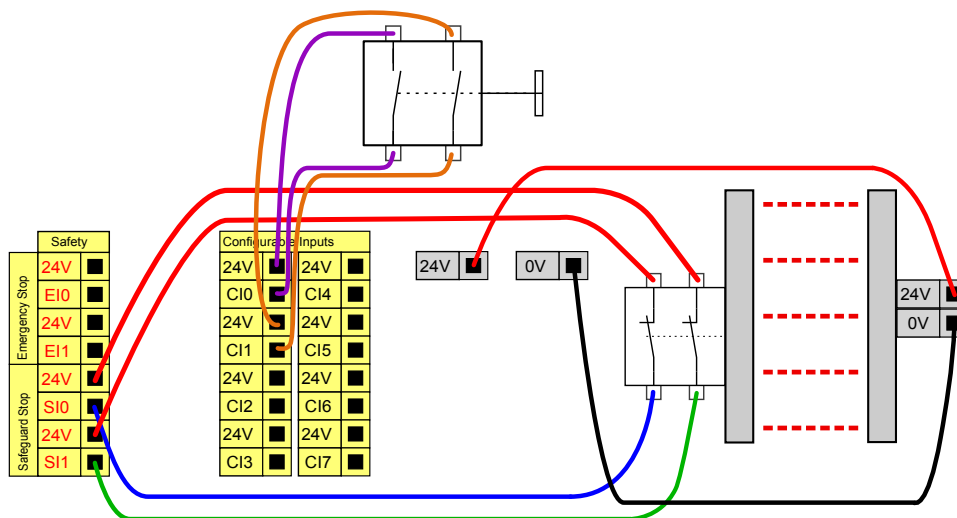 Safety
Emergency Stop
24V
EI0
24V
EI1
Safeguard Stop
24V
SI0
24V
SI1
Configurable Inputs
24V 24V
CI0 CI4
24V 24V
CI1 CI5
24V 24V
CI2 CI6
24V 24V
CI3 CI7
24V
0V
24V
0V